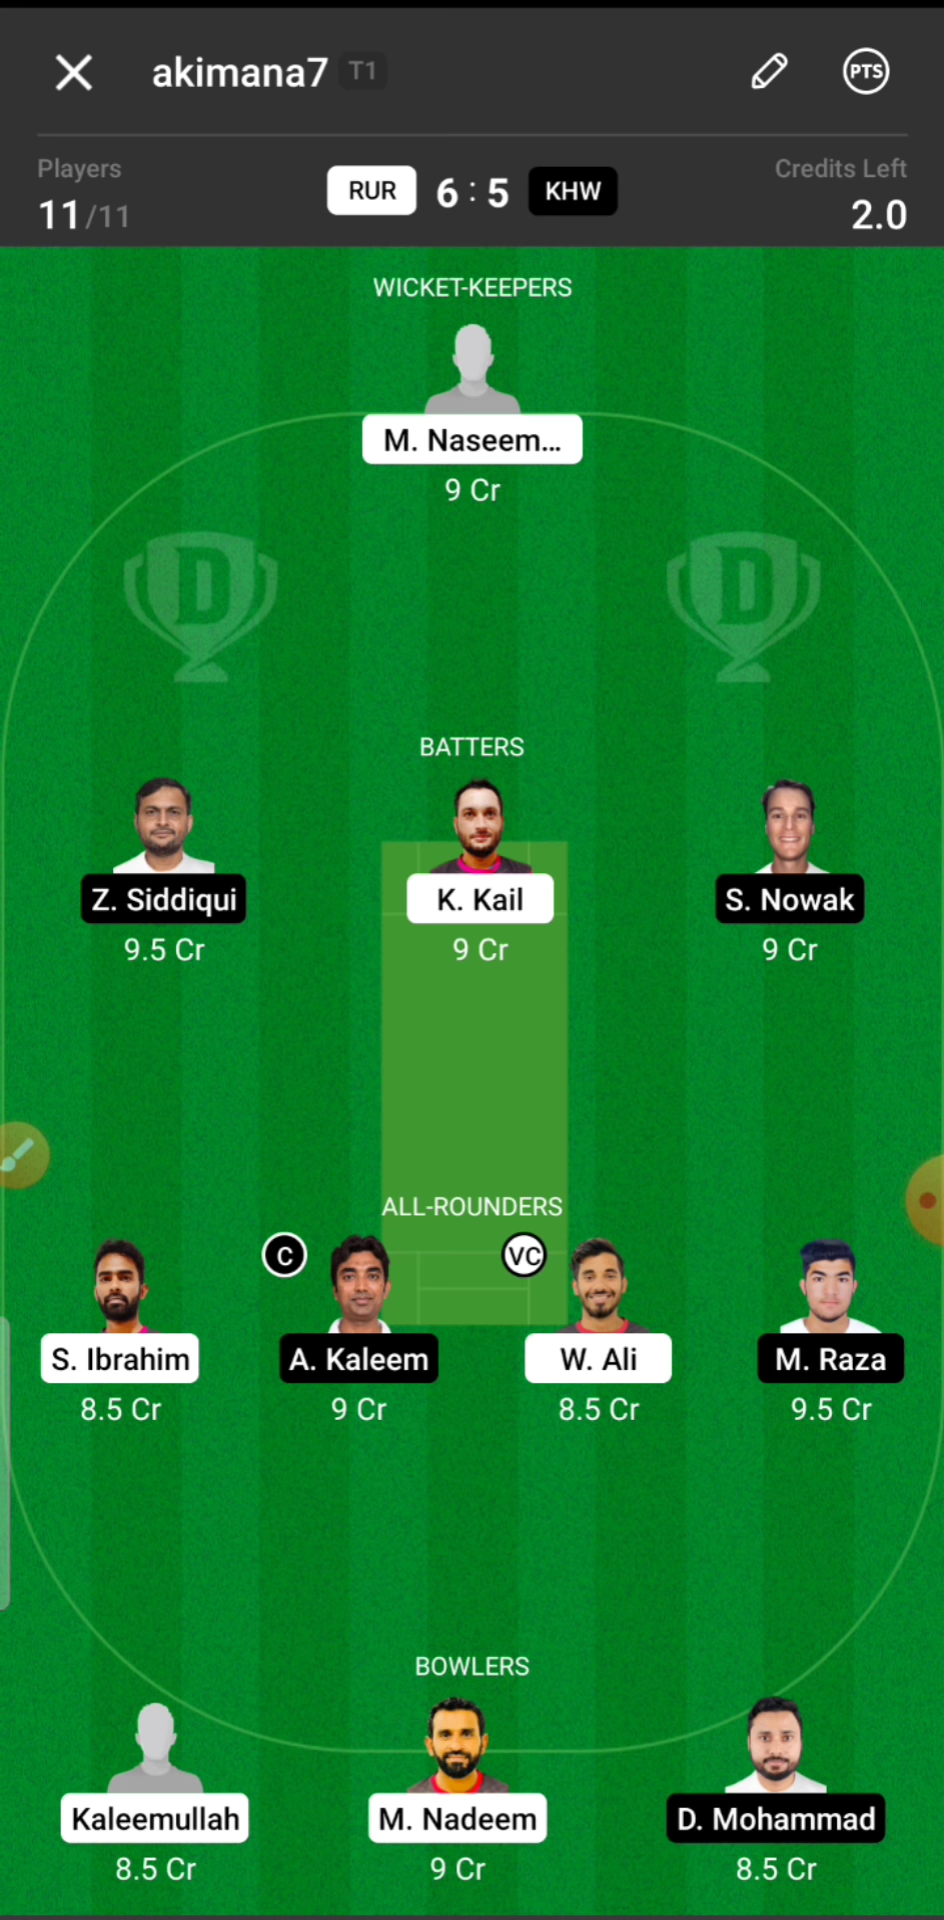 akimana7 T1
PTS
Players
Credits Left
11/11
RUR 6 : 5 KHW
2.0
WICKET-KEEPERS
M. Naseem...
9 Cr
D D
BATTERS
Z. Siddiqui K. Kail S. Nowak
9.5 Cr 9 Cr 9 Cr
ALL-ROUNDERS
C VC
S. Ibrahim A. Kaleem W. Ali M. Raza
8.5 Cr 9 Cr 8.5 Cr 9.5 Cr
BOWLERS
Kaleemullah M. Nadeem D. Mohammad
8.5 Cr 9 Cr 8.5 Cr